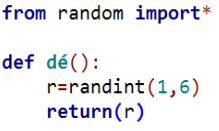 from random import*
def dé():
    r=randint(1,6)
    return(r)